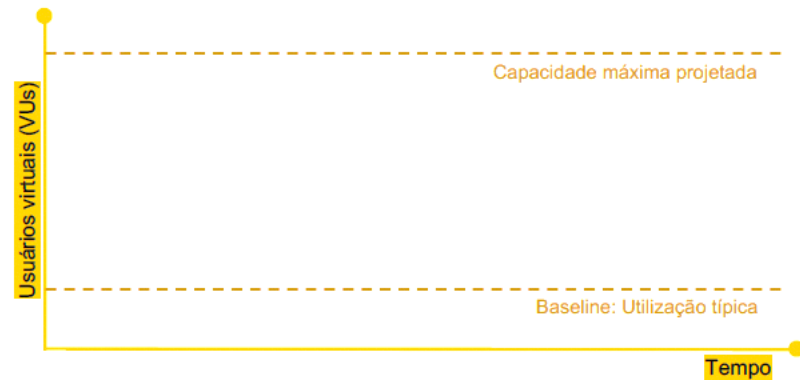 Capacidade máxima projetada
Usuários virtuais (VUs)
Baseline: Utilização típica
Tempo